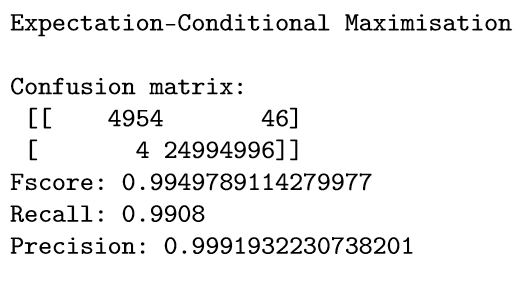 Expectation-Conditional Maximisation
Confusion matrix:
[[    4954       46]
[       4 24994996]]
Fscore: 0.9949789114279977
Recall: 0.9908
Precision: 0.9991932230738201